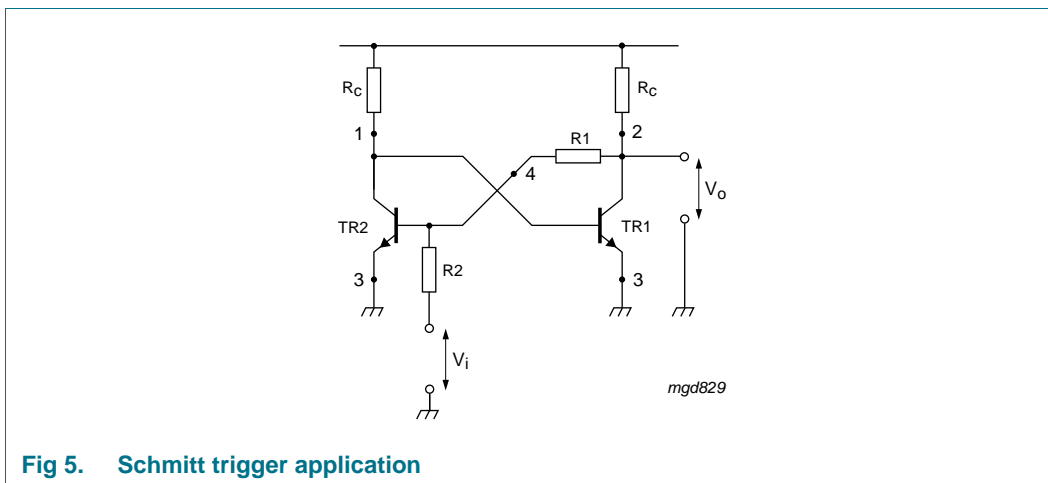 Rc Rc
1 R1 2
4
Vo
TR2 TR1
3 R2 3
Vi
mgd829
Fig 5. Schmitt trigger application